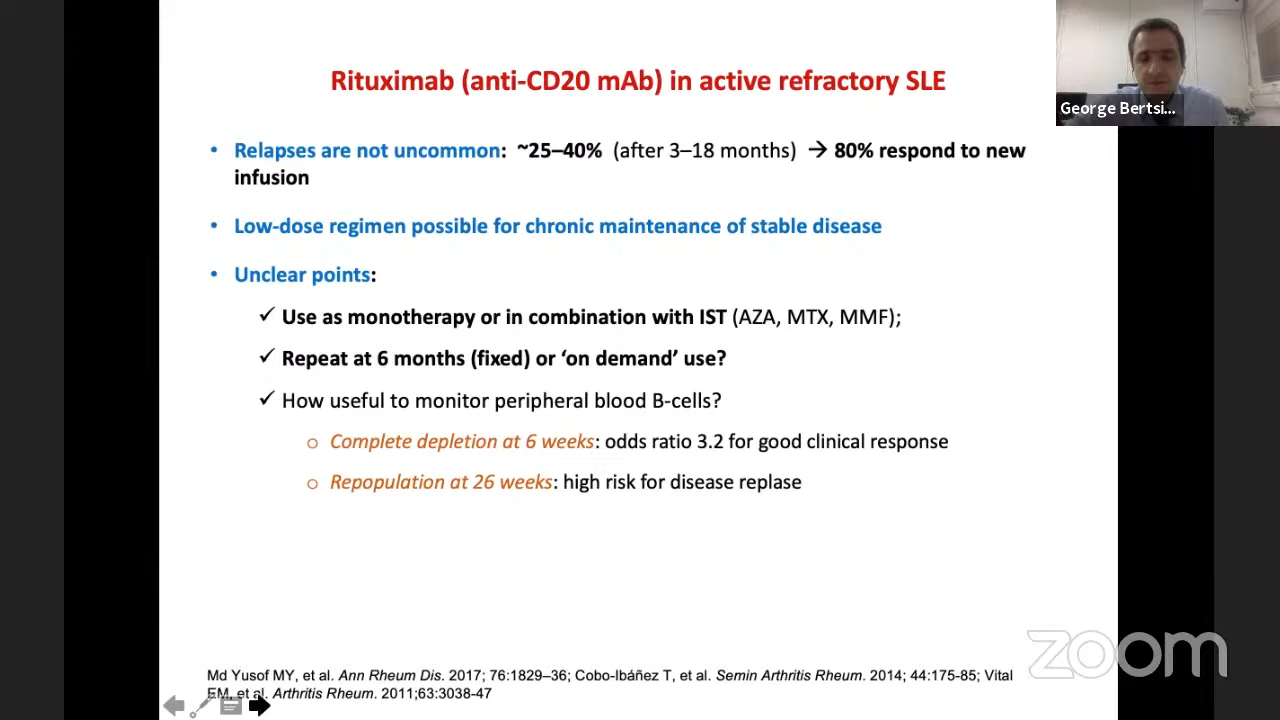 Rituximab (anti-CD20 mAb) in active refractory SLE
George Bertsi...
• Relapses are not uncommon: ~25–40% (after 3–18 months) → 80% respond to new
infusion
• Low-dose regimen possible for chronic maintenance of stable disease
• Unclear points:
✓ Use as monotherapy or in combination with IST (AZA, MTX, MMF);
✓ Repeat at 6 months (fixed) or ‘on demand’ use?
✓ How useful to monitor peripheral blood B-cells?
o Complete depletion at 6 weeks: odds ratio 3.2 for good clinical response
o Repopulation at 26 weeks: high risk for disease replase
zoom
Md Yusof MY, et al. Ann Rheum Dis. 2017; 76:1829–36; Cobo-Ibáñez T, et al. Semin Arthritis Rheum. 2014; 44:175-85; Vital
EM, et al. Arthritis Rheum. 2011;63:3038-47